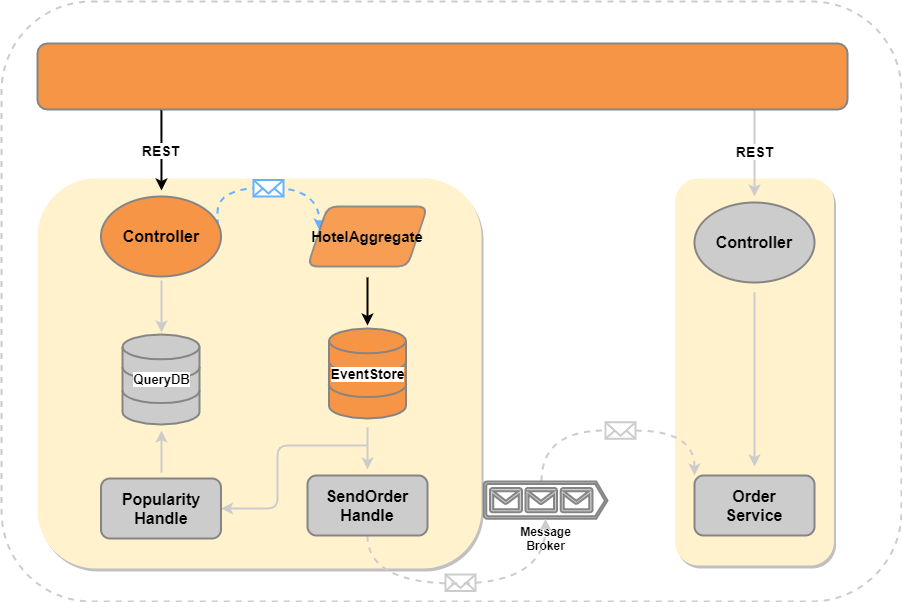 REST
REST
Controller
HotelAggregate
Controller
QueryDB
EventStore
Popularity
Handle
SendOrder
Handle
Order
Service
Message
Broker